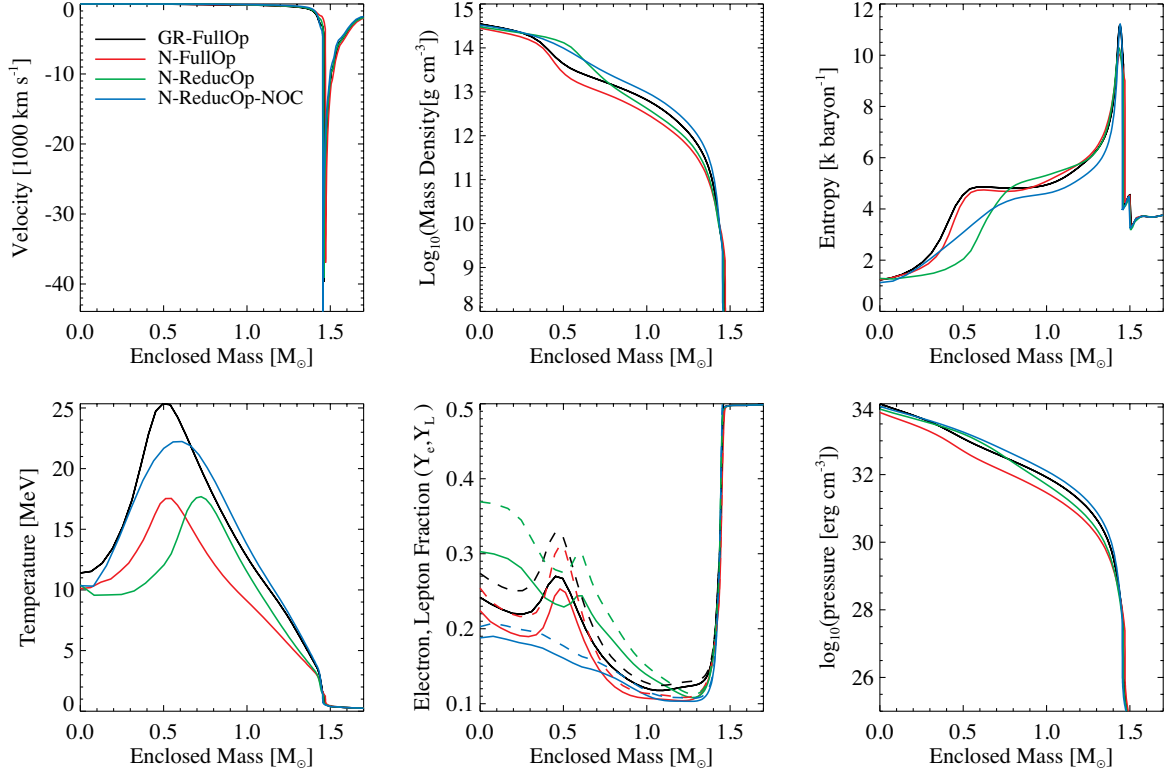 0
-10
-20
-30
-40
Velocity [1000 km s⁻¹]
GR-FullOp
N-FullOp
N-ReducOp
N-ReducOp-NOC
0.0 0.5 1.0 1.5
Enclosed Mass [M☉]
15
14
13
12
11
10
9
8
Log₁₀(Mass Density[g cm⁻³])
0.0 0.5 1.0 1.5
Enclosed Mass [M☉]
12
10
8
6
4
2
0
Entropy [k baryon⁻¹]
0.0 0.5 1.0 1.5
Enclosed Mass [M☉]
25
20
15
10
5
0
Temperature [MeV]
0.0 0.5 1.0 1.5
Enclosed Mass [M☉]
0.5
0.4
0.3
0.2
0.1
Electron, Lepton Fraction (Yₑ, Y_L)
0.0 0.5 1.0 1.5
Enclosed Mass [M☉]
34
32
30
28
26
log₁₀(pressure [erg cm⁻³])
0.0 0.5 1.0 1.5
Enclosed Mass [M☉]